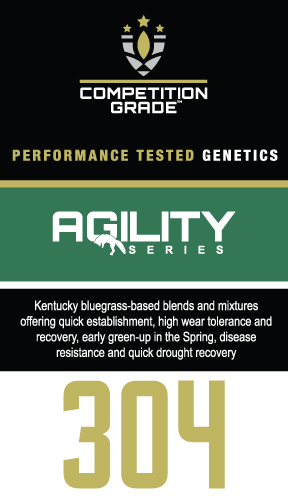 COMPETITION
GRADE™
PERFORMANCE TESTED GENETICS
AGILITY
SERIES
Kentucky bluegrass-based blends and mixtures
offering quick establishment, high wear tolerance and
recovery, early green-up in the Spring, disease
resistance and quick drought recovery
304